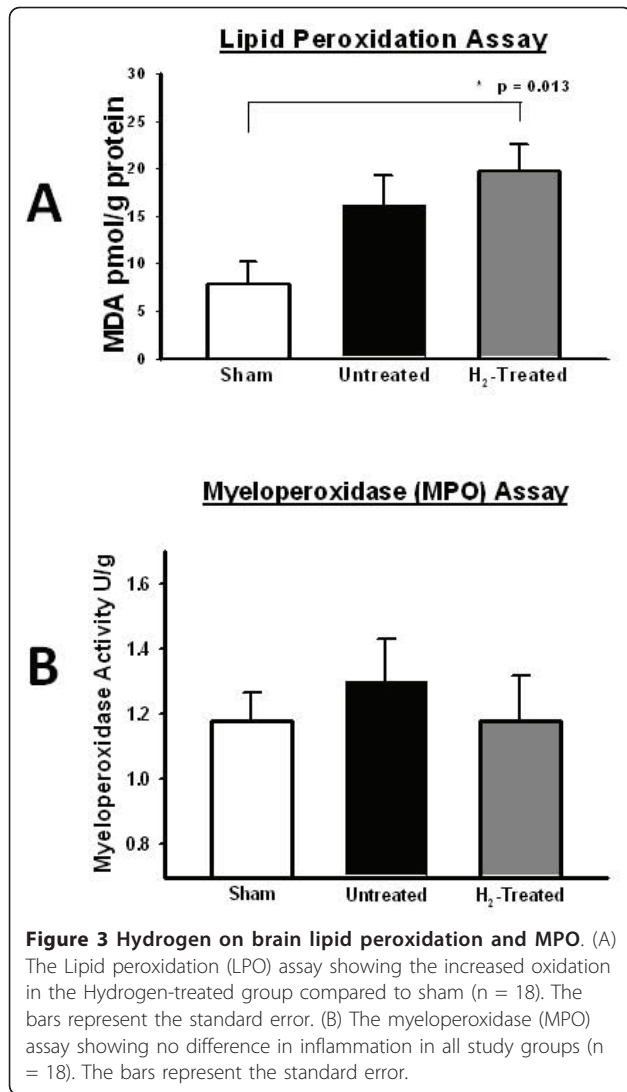 Lipid Peroxidation Assay
A
MDA pmol/g protein
30
25
20
15
10
5
0
* p = 0.013
Sham Untreated H₂-Treated
Myeloperoxidase (MPO) Assay
B
Myeloperoxidase Activity U/g
1.6
1.4
1.2
1.0
0.8
Sham Untreated H₂-Treated
Figure 3 Hydrogen on brain lipid peroxidation and MPO. (A)
The Lipid peroxidation (LPO) assay showing the increased oxidation
in the Hydrogen-treated group compared to sham (n = 18). The
bars represent the standard error. (B) The myeloperoxidase (MPO)
assay showing no difference in inflammation in all study groups (n
= 18). The bars represent the standard error.